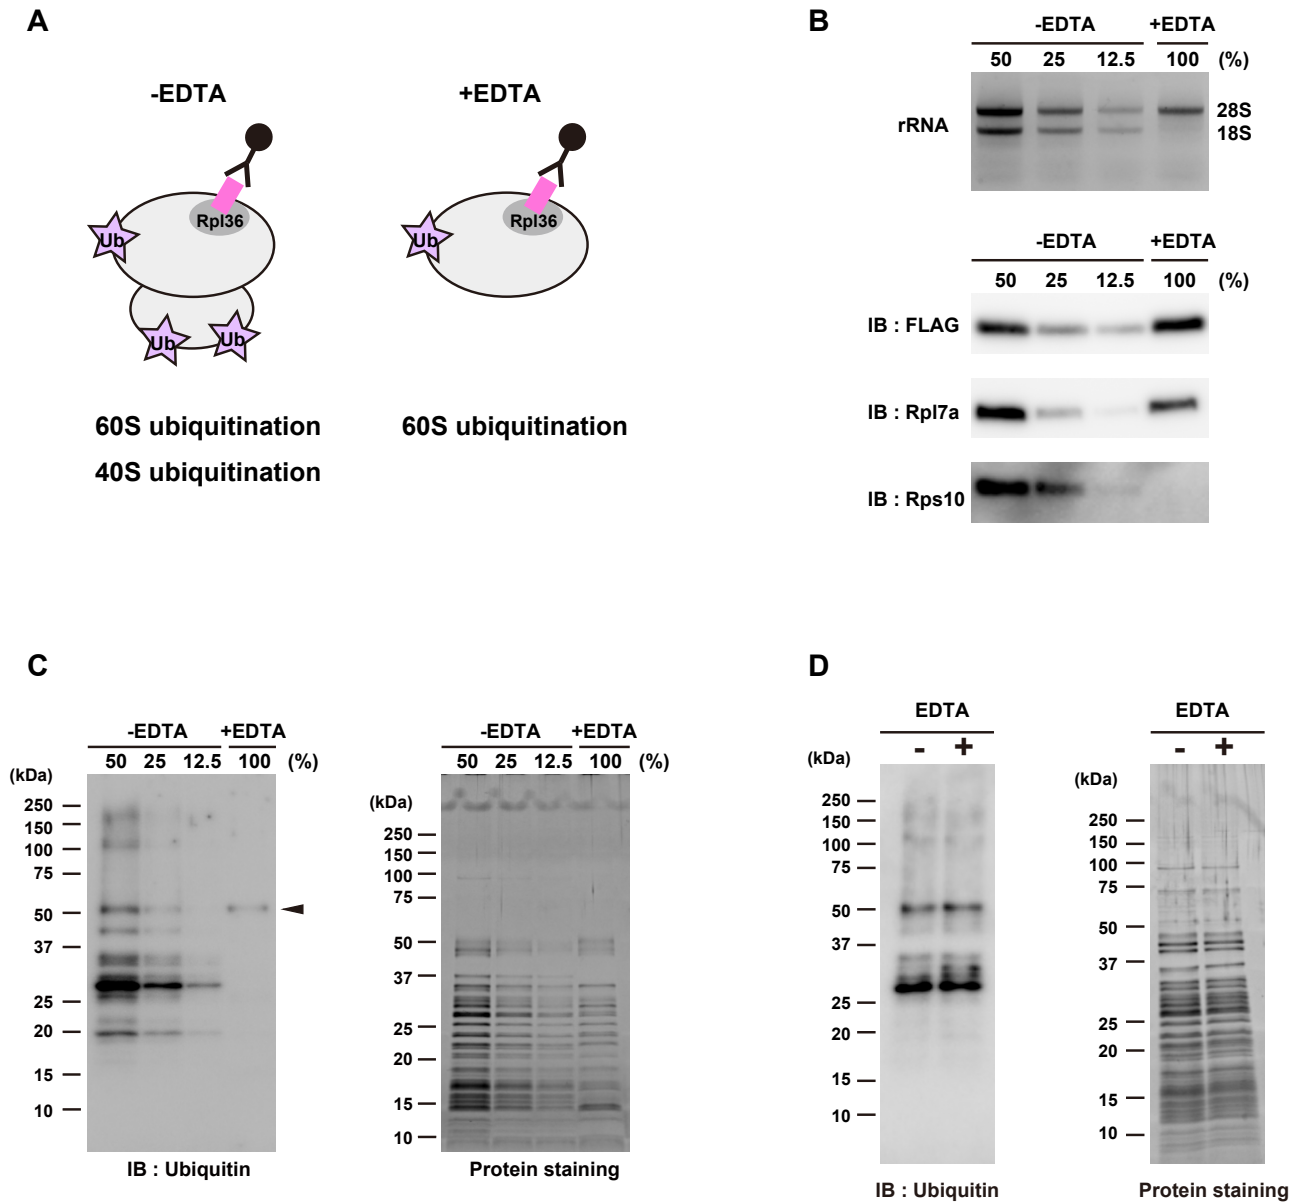 A
-EDTA
+EDTA
Rpl36
Rpl36
Ub
Ub
Ub
Ub
60S ubiquitination
60S ubiquitination
40S ubiquitination
B
-EDTA +EDTA
50 25 12.5 100 (%)
rRNA
28S
18S
-EDTA +EDTA
50 25 12.5 100 (%)
IB : FLAG
IB : Rpl7a
IB : Rps10
C
-EDTA +EDTA
50 25 12.5 100 (%)
(kDa)
250
150
100
75
50
37
25
20
15
10
IB : Ubiquitin
-EDTA +EDTA
50 25 12.5 100 (%)
(kDa)
250
150
100
75
50
37
25
20
15
10
Protein staining
D
EDTA
- +
(kDa)
250
150
100
75
50
37
25
20
15
10
IB : Ubiquitin
EDTA
- +
(kDa)
250
150
100
75
50
37
25
20
15
10
Protein staining